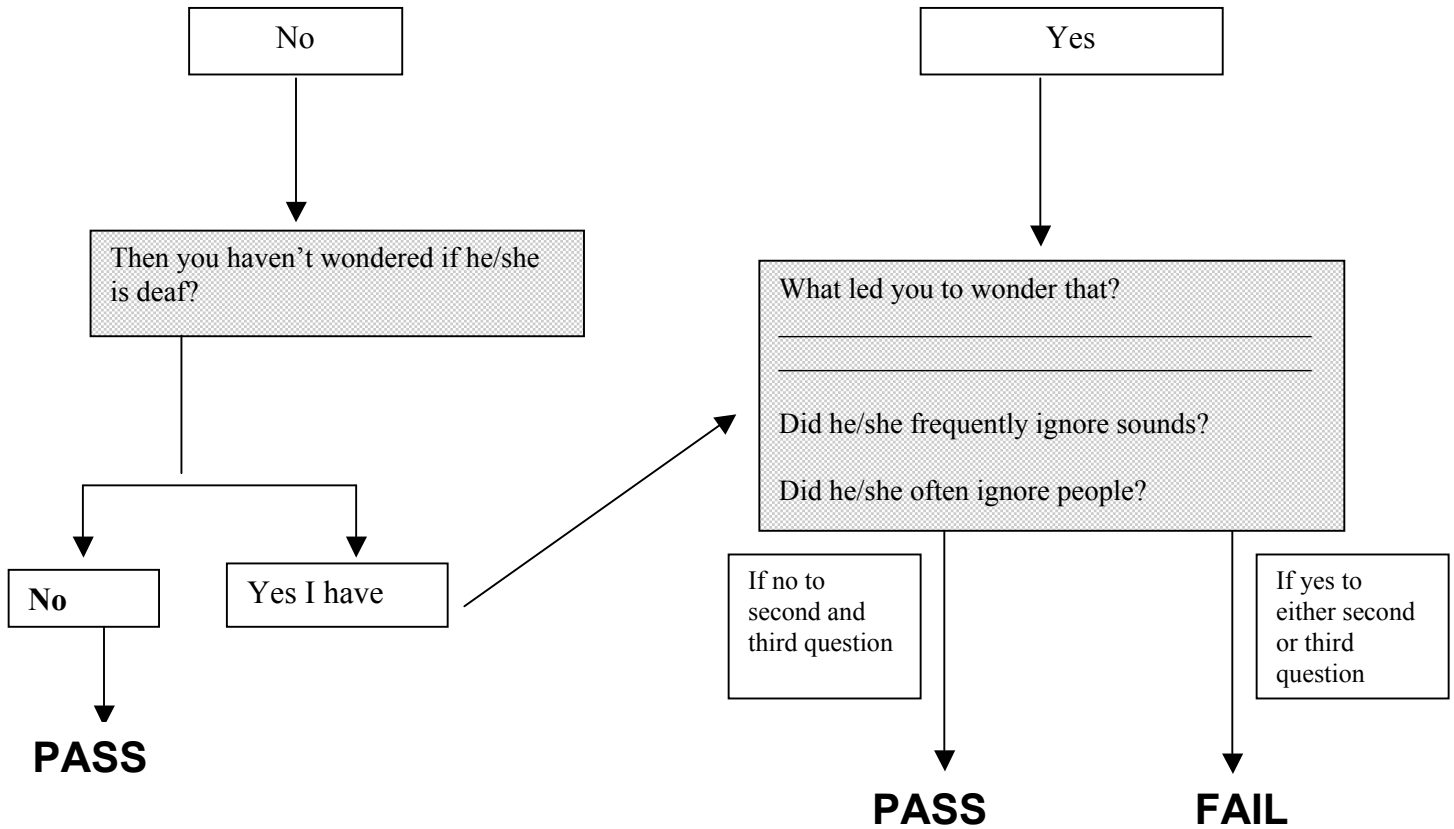 No
Yes
Then you haven’t wondered if he/she
is deaf?
What led you to wonder that?
Did he/she frequently ignore sounds?
Did he/she often ignore people?
No
Yes I have
If no to
second and
third question
If yes to
either second
or third
question
PASS
PASS
FAIL